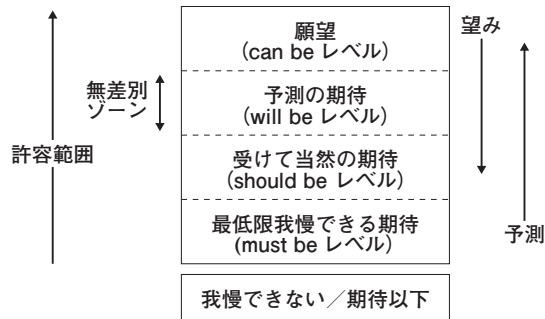 願望
(can be レベル)
望み
無差別
ゾーン
予測の期待
(will be レベル)
許容範囲
受けて当然の期待
(should be レベル)
最低限我慢できる期待
(must be レベル)
予測
我慢できない／期待以下